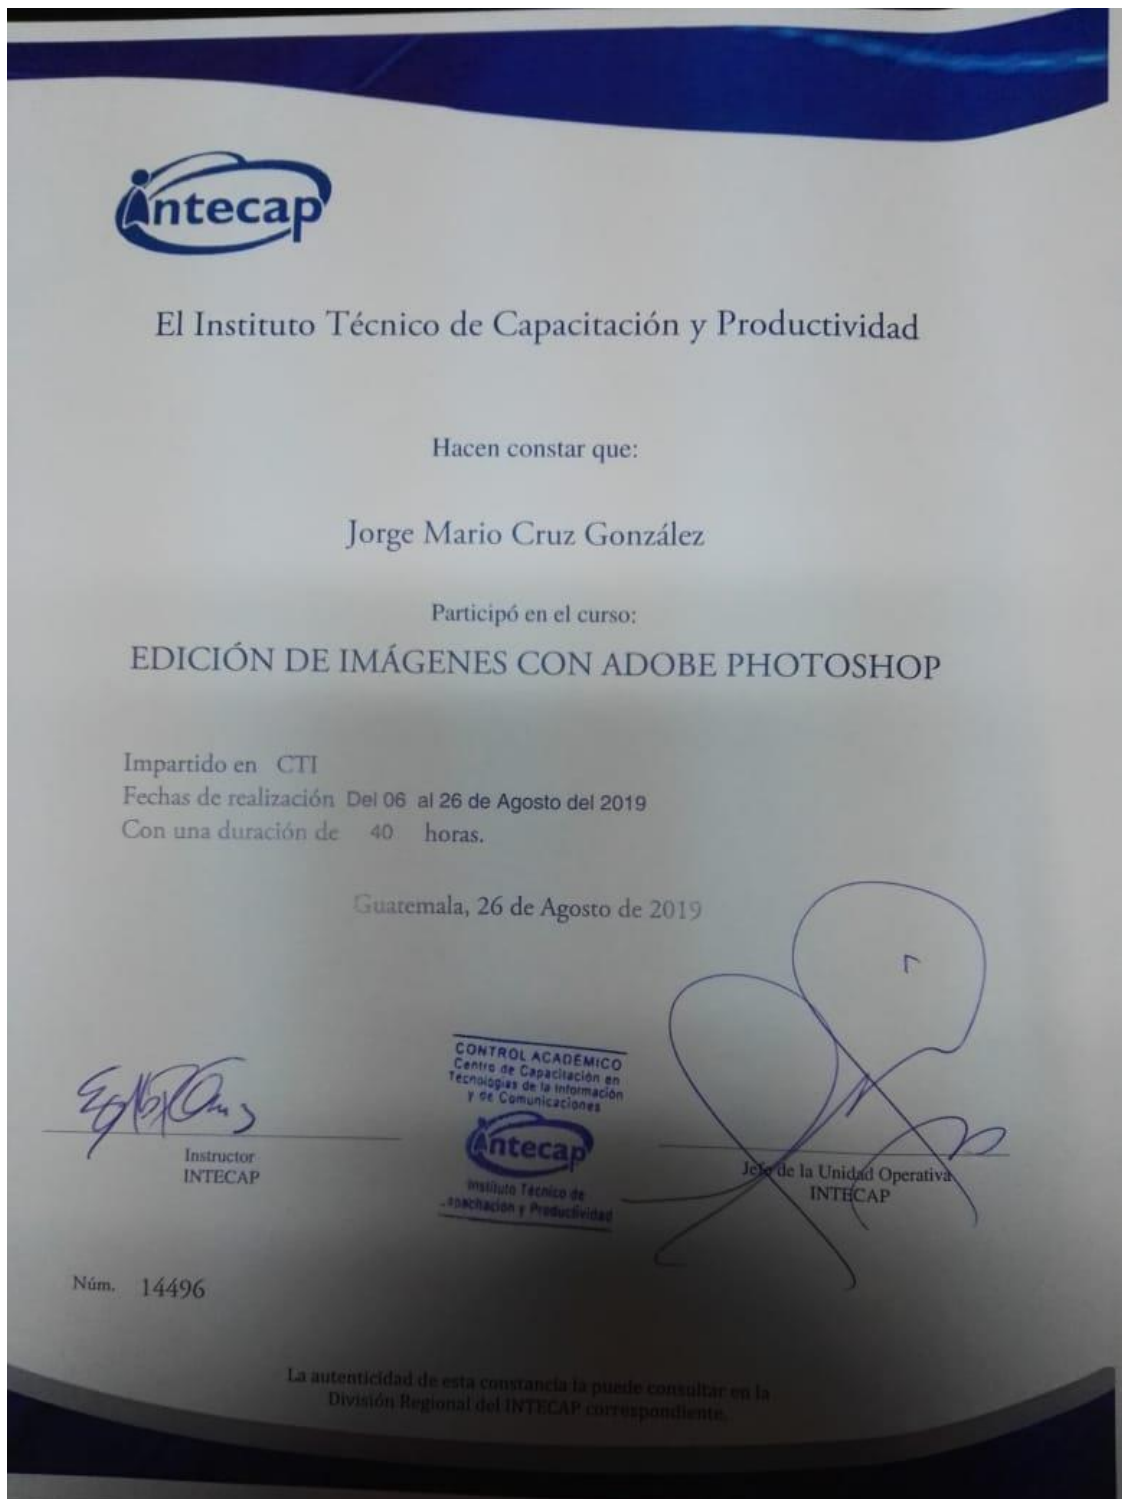 intecap
El Instituto Técnico de Capacitación y Productividad
Hacen constar que:
Jorge Mario Cruz González
Participó en el curso:
EDICIÓN DE IMÁGENES CON ADOBE PHOTOSHOP
Impartido en CTI
Fechas de realización Del 06 al 26 de Agosto del 2019
Con una duración de 40 horas.
Guatemala, 26 de Agosto de 2019
CONTROL ACADÉMICO
Centro de Capacitación en
Tecnologías de la Información
y de Comunicaciones
intecap
Instituto Técnico de
Capacitación y Productividad
Instructor
INTECAP
Jefe de la Unidad Operativa
INTECAP
Núm. 14496
La autenticidad de esta constancia la puede consultar en la
División Regional del INTECAP correspondiente.